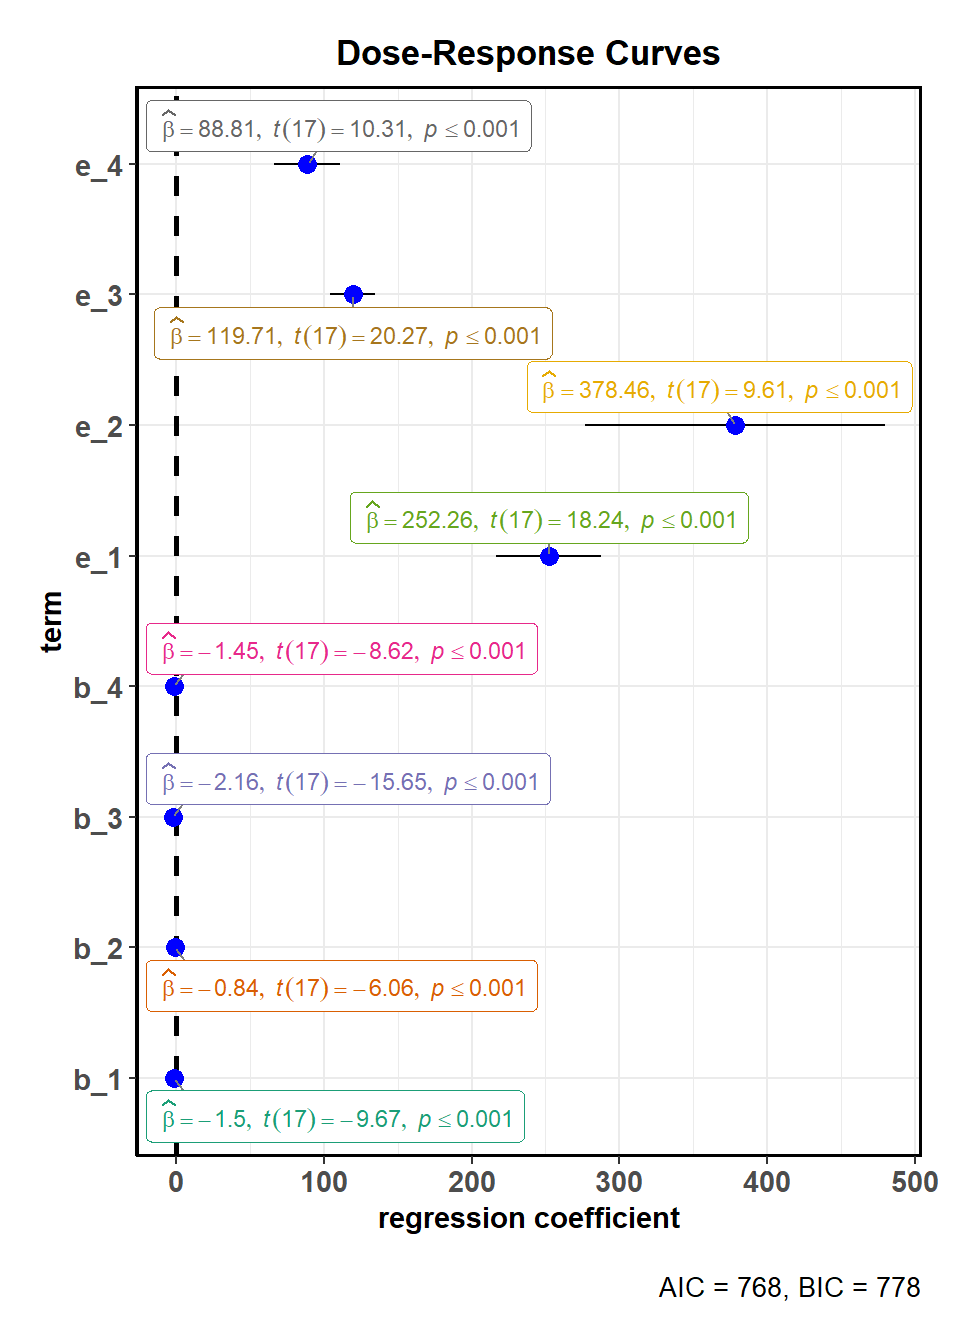 Dose-Response Curves
β̂ = 88.81, t(17) = 10.31, p ≤ 0.001
e_4
e_3
β̂ = 119.71, t(17) = 20.27, p ≤ 0.001
β̂ = 378.46, t(17) = 9.61, p ≤ 0.001
e_2
β̂ = 252.26, t(17) = 18.24, p ≤ 0.001
e_1
term
β̂ = −1.45, t(17) = −8.62, p ≤ 0.001
b_4
β̂ = −2.16, t(17) = −15.65, p ≤ 0.001
b_3
b_2
β̂ = −0.84, t(17) = −6.06, p ≤ 0.001
b_1
β̂ = −1.5, t(17) = −9.67, p ≤ 0.001
0 100 200 300 400 500
regression coefficient
AIC = 768, BIC = 778